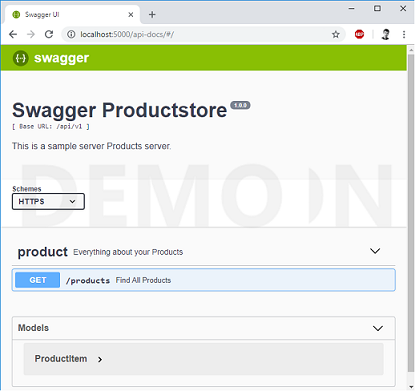 Swagger UI
localhost:5000/api-docs/#/
ABP
swagger
Swagger Productstore 1.0.0
[ Base URL: /api/v1 ]
This is a sample server Products server.
DEMO N
Schemes
HTTPS
product Everything about your Products
GET /products Find All Products
Models
ProductItem